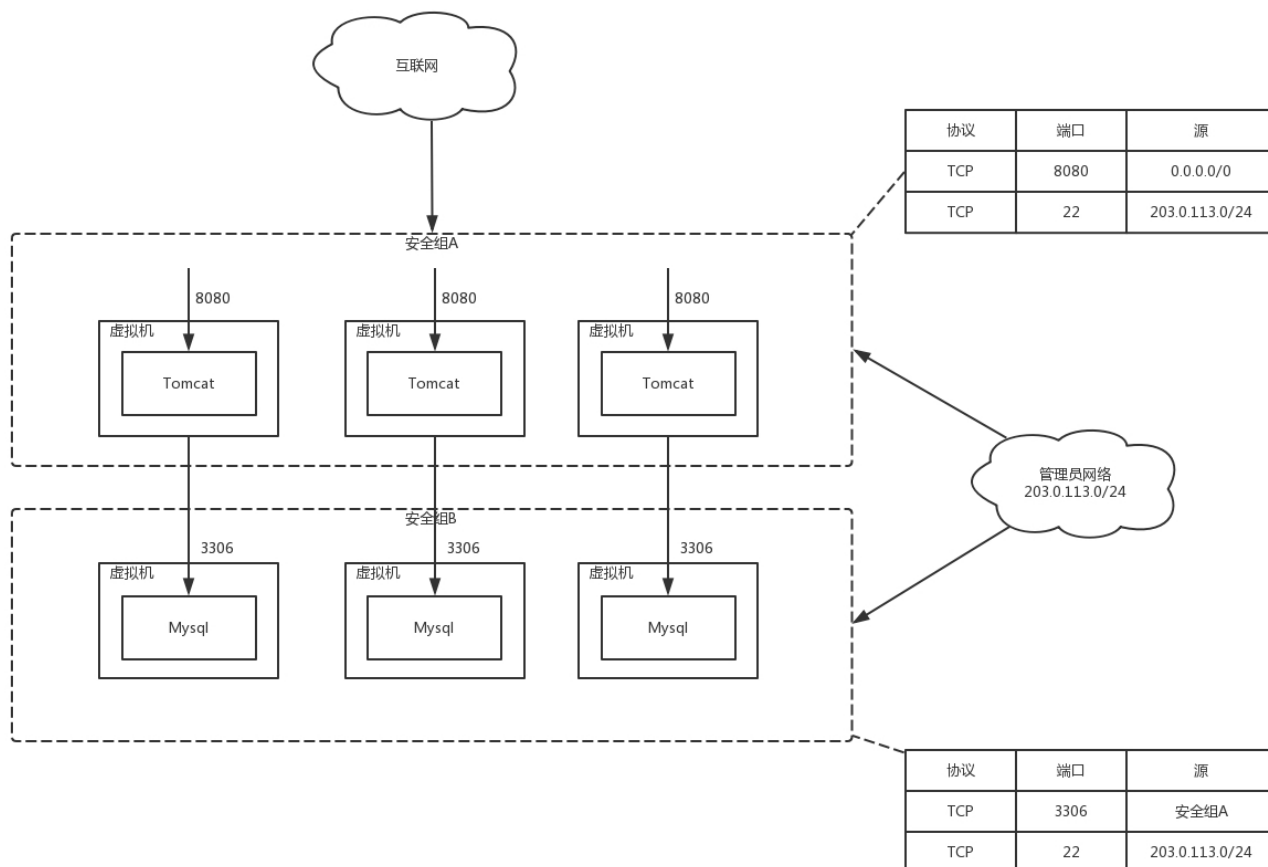 互联网
协议 端口 源
TCP 8080 0.0.0.0/0
TCP 22 203.0.113.0/24
安全组A
8080 8080 8080
虚拟机 虚拟机 虚拟机
Tomcat Tomcat Tomcat
管理员网络
203.0.113.0/24
安全组B
3306 3306 3306
虚拟机 虚拟机 虚拟机
Mysql Mysql Mysql
协议 端口 源
TCP 3306 安全组A
TCP 22 203.0.113.0/24